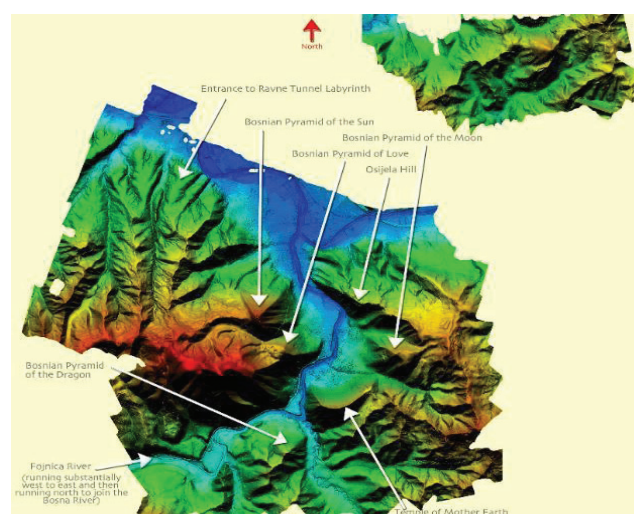 North
Entrance to Ravne Tunnel Labyrinth
Bosnian Pyramid of the Sun
Bosnian Pyramid of the Moon
Bosnian Pyramid of Love
Osijela Hill
Bosnian Pyramid
of the Dragon
Fojnica River
(running substantially
west to east and then
running north to join the
Bosna River)
Temple of Mother Earth